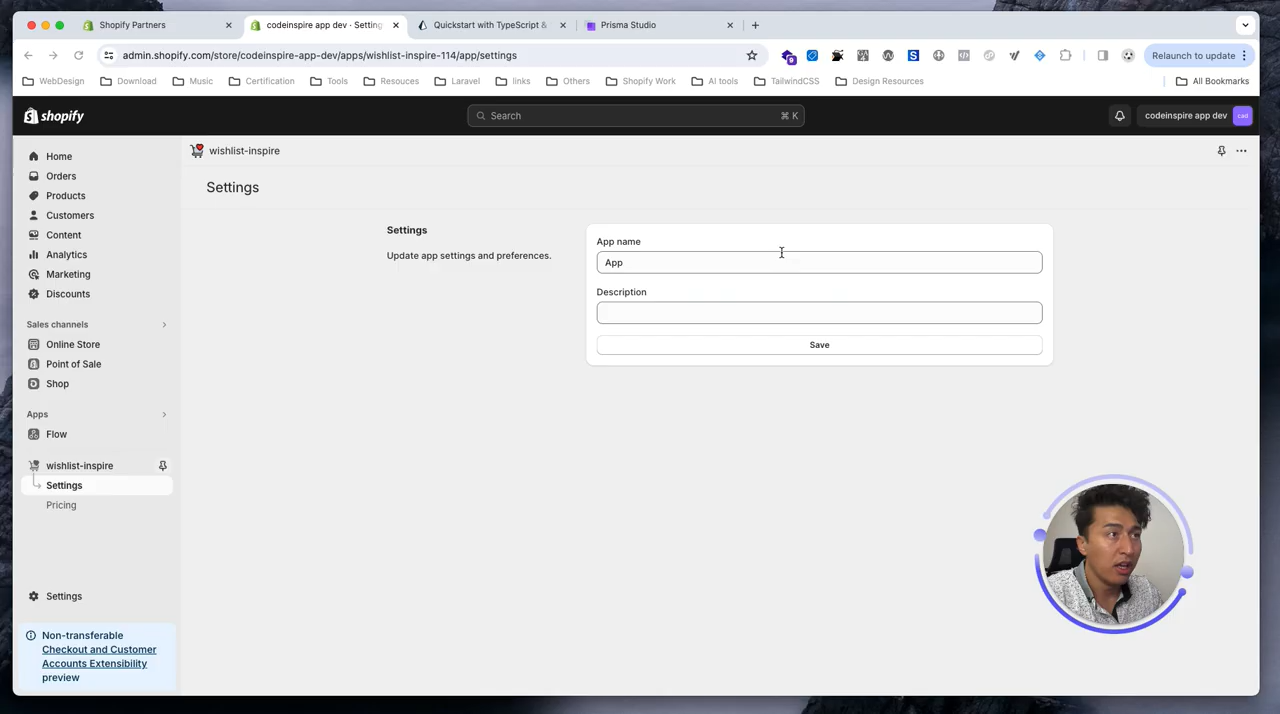 Shopify Partners
codeinspire app dev · Setting
Quickstart with TypeScript &
Prisma Studio
admin.shopify.com/store/codeinspire-app-dev/apps/wishlist-inspire-114/app/settings
Relaunch to update
WebDesign
Download
Music
Certification
Tools
Resouces
Laravel
links
Others
Shopify Work
AI tools
TailwindCSS
Design Resources
All Bookmarks
shopify
Search
⌘ K
codeinspire app dev
cad
Home
Orders
Products
Customers
Content
Analytics
Marketing
Discounts
Sales channels
Online Store
Point of Sale
Shop
Apps
Flow
wishlist-inspire
Settings
Pricing
Settings
Non-transferable
Checkout and Customer
Accounts Extensibility
preview
wishlist-inspire
Settings
Settings
Update app settings and preferences.
App name
App
Description
Save